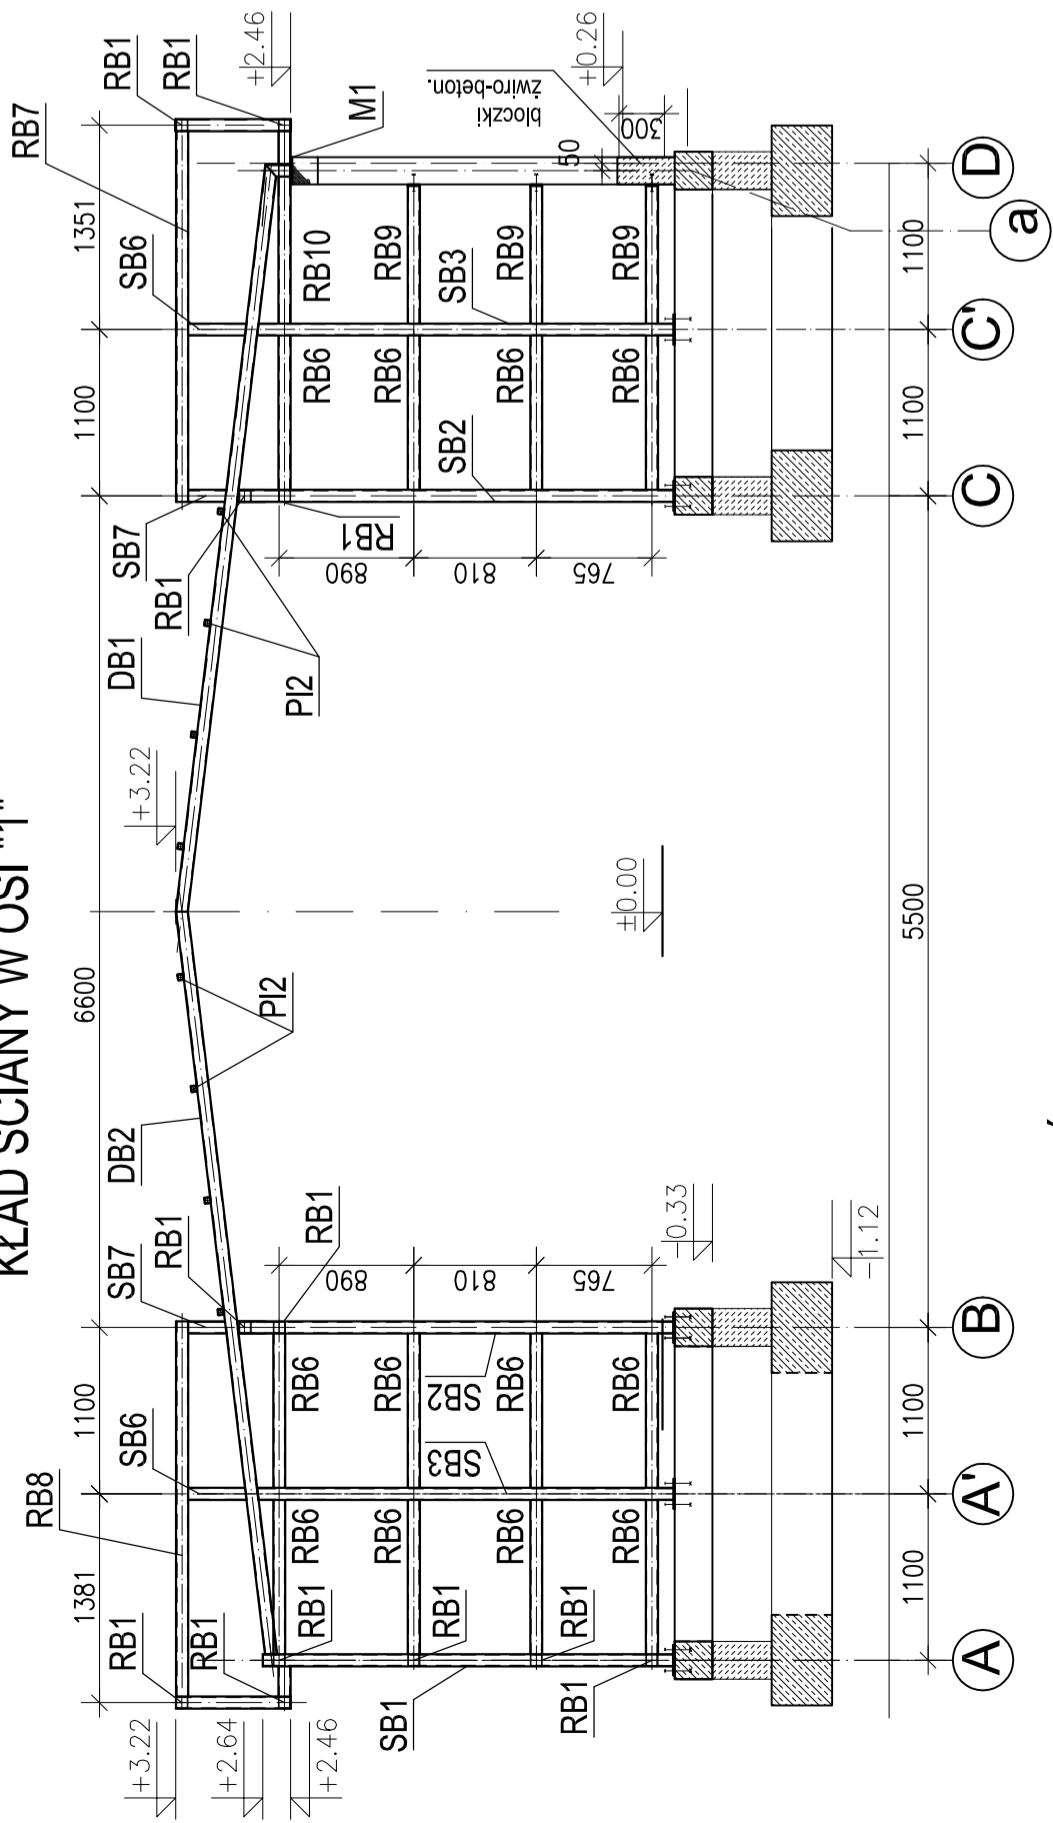 KŁAD ŚCIANY W OSI "1"
1381
1100
6600
1100
1351
RB8
SB6
SB7
DB2
PI2
DB1
SB7
SB6
RB7
RB1
RB1
RB1
RB1
RB1
RB1
+3.22
+2.64
+2.46
+3.22
+2.46
RB1
RB1
RB1
RB1
RB1
PI2
RB1
M1
RB6
RB6
RB6
RB10
RB6
RB6
RB6
RB9
RB6
RB6
RB6
RB9
RB6
RB6
RB6
RB9
SB1
SB3
SB2
SB2
SB3
890
810
765
890
810
765
bloczki
żwiro-beton.
50
300
+0.26
±0.00
-0.33
-1.12
1100
1100
5500
1100
1100
A
A'
B
C
C'
a
D